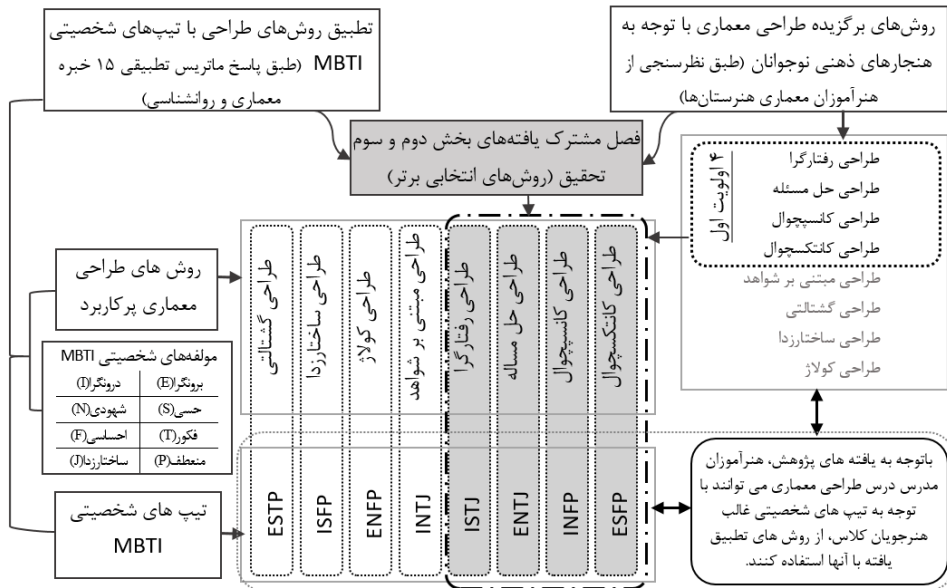 روش‌های برگزیده طراحی معماری با توجه به
هنجارهای ذهنی نوجوانان (طبق نظرسنجی از
هنرآموزان معماری هنرستان‌ها)
تطبیق روش‌های طراحی با تیپ‌های شخصیتی
MBTI (طبق پاسخ ماتریس تطبیقی ۱۵ خبره
معماری و روانشناسی)
فصل مشترک یافته‌های بخش دوم و سوم
تحقیق (روش‌های انتخابی برتر)
۴ اولویت اول
طراحی رفتارگرا
طراحی حل مسئله
طراحی کانسپچوال
طراحی کانتکسچوال
طراحی مبتنی بر شواهد
طراحی گشتالتی
طراحی ساختارزدا
طراحی کولاژ
روش های طراحی
معماری پرکاربرد
طراحی گشتالتی
طراحی ساختارزدا
طراحی کولاژ
طراحی مبتنی بر شواهد
طراحی رفتارگرا
طراحی حل مساله
طراحی کانسپچوال
طراحی کانتکسچوال
مولفه‌های شخصیتی MBTI
برونگرا(E) درونگرا(I)
حسی(S) شهودی(N)
فکور(T) احساسی(F)
منعطف(P) ساختارزدا(J)
تیپ های شخصیتی
MBTI
ESTP
ISFP
ENFP
INTJ
ISTJ
ENTJ
INFP
ESFP
باتوجه به یافته های پژوهش، هنرآموزان
مدرس درس طراحی معماری می توانند با
توجه به تیپ های شخصیتی غالب
هنرجویان کلاس، از روش های تطبیق
یافته با آنها استفاده کنند.